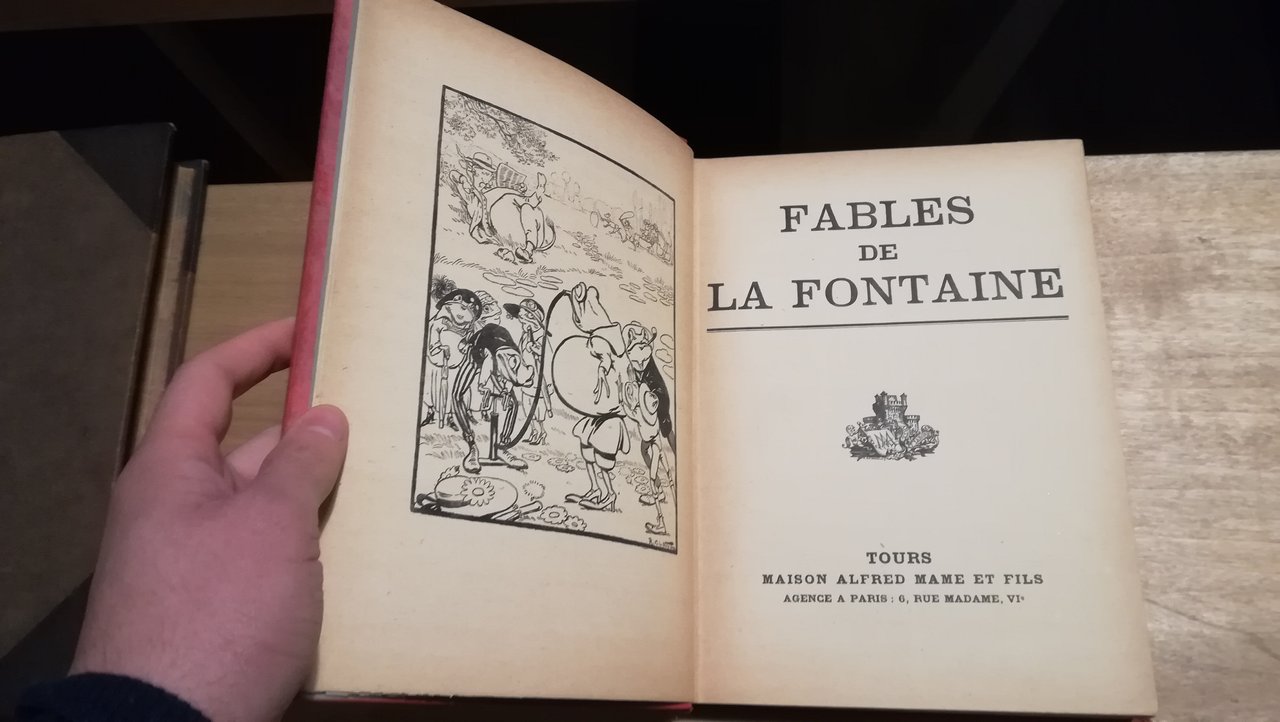 FABLES
DE
LA FONTAINE
TOURS
MAISON ALFRED MAME ET FILS
AGENCE A PARIS : 6, RUE MADAME, VIe